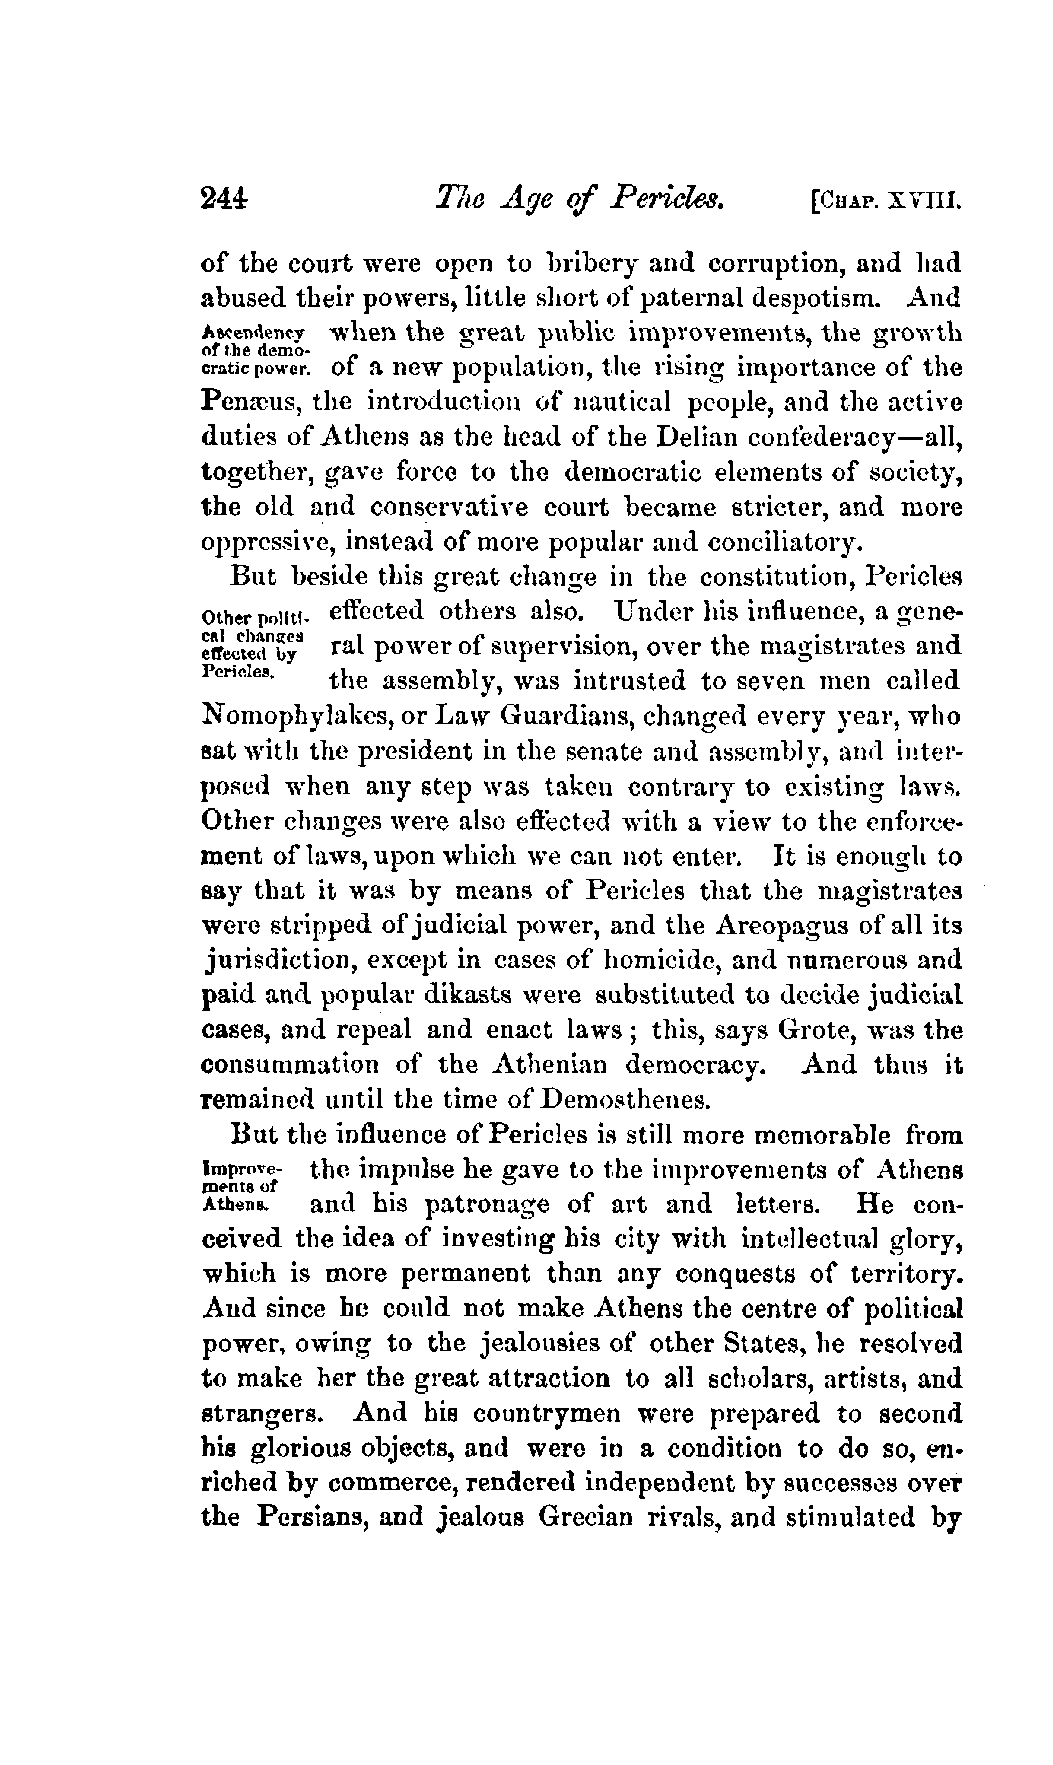 244 The Age of Pericles. [CHAP. XVIII.
of the court were open to bribery and corruption, and had
abused their powers, little short of paternal despotism. And
Ascendency of the demo-cratic power.
when the great public improvements, the growth
of a new population, the rising importance of the
Penæus, the introduction of nautical people, and the active
duties of Athens as the head of the Delian confederacy—all,
together, gave force to the democratic elements of society,
the old and conservative court became stricter, and more
oppressive, instead of more popular and conciliatory.
But beside this great change in the constitution, Pericles
Other politi-cal changes effected by Pericles.
effected others also. Under his influence, a gene-
ral power of supervision, over the magistrates and
the assembly, was intrusted to seven men called
Nomophylakes, or Law Guardians, changed every year, who
sat with the president in the senate and assembly, and inter-
posed when any step was taken contrary to existing laws.
Other changes were also effected with a view to the enforce-
ment of laws, upon which we can not enter. It is enough to
say that it was by means of Pericles that the magistrates
were stripped of judicial power, and the Areopagus of all its
jurisdiction, except in cases of homicide, and numerous and
paid and popular dikasts were substituted to decide judicial
cases, and repeal and enact laws; this, says Grote, was the
consummation of the Athenian democracy. And thus it
remained until the time of Demosthenes.
But the influence of Pericles is still more memorable from
Improve-ments of Athens.
the impulse he gave to the improvements of Athens
and his patronage of art and letters. He con-
ceived the idea of investing his city with intellectual glory,
which is more permanent than any conquests of territory.
And since he could not make Athens the centre of political
power, owing to the jealousies of other States, he resolved
to make her the great attraction to all scholars, artists, and
strangers. And his countrymen were prepared to second
his glorious objects, and were in a condition to do so, en-
riched by commerce, rendered independent by successes over
the Persians, and jealous Grecian rivals, and stimulated by